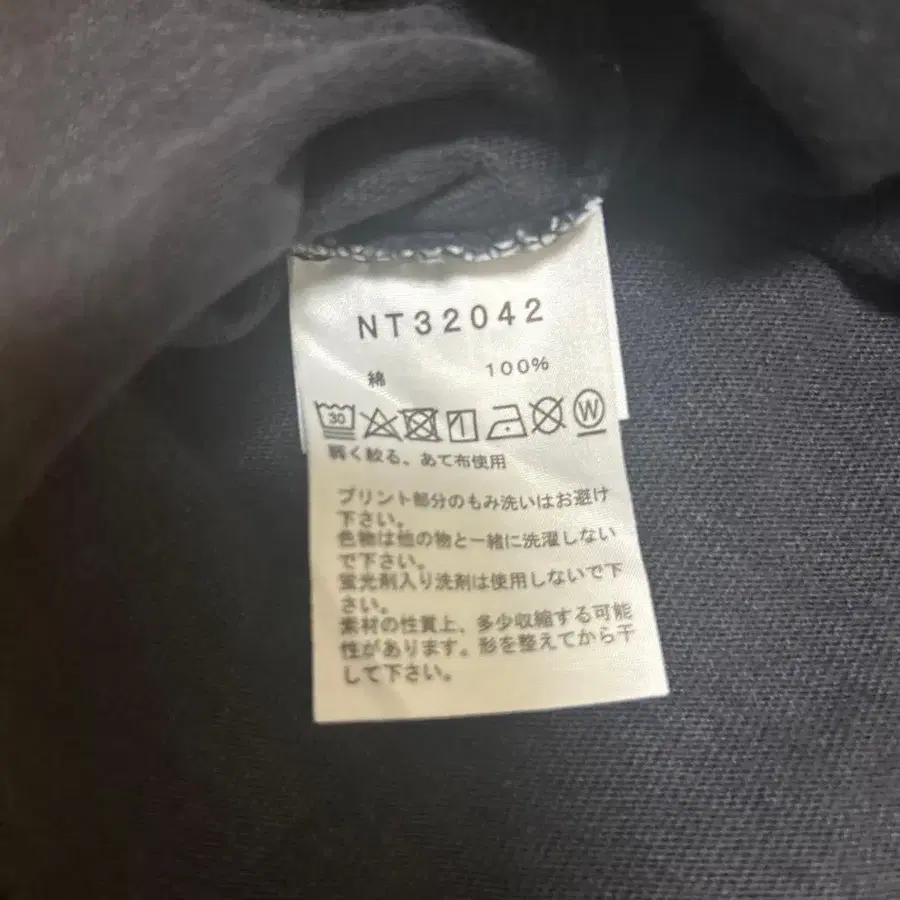 NT32042
綿 100%
30 W
弱く絞る、あて布使用
プリント部分のもみ洗いはお避け
下さい。
色物は他の物と一緒に洗濯しない
で下さい。
蛍光剤入り洗剤は使用しないで下
さい。
素材の性質上、多少収縮する可能
性があります。形を整えてから干
して下さい。